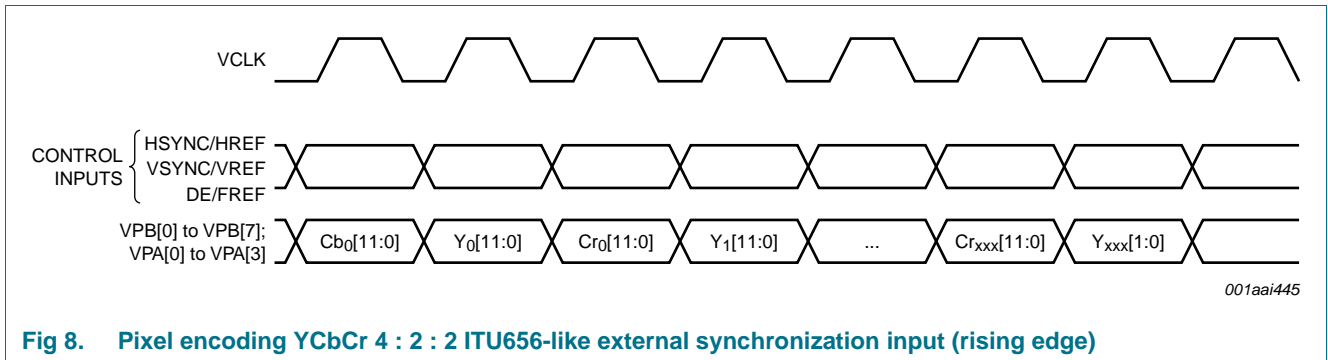 VCLK
CONTROL
INPUTS
HSYNC/HREF
VSYNC/VREF
DE/FREF
VPB[0] to VPB[7];
VPA[0] to VPA[3]
Cb0[11:0] Y0[11:0] Cr0[11:0] Y1[11:0] ... Crxxx[11:0] Yxxx[1:0]
001aai445
Fig 8. Pixel encoding YCbCr 4 : 2 : 2 ITU656-like external synchronization input (rising edge)